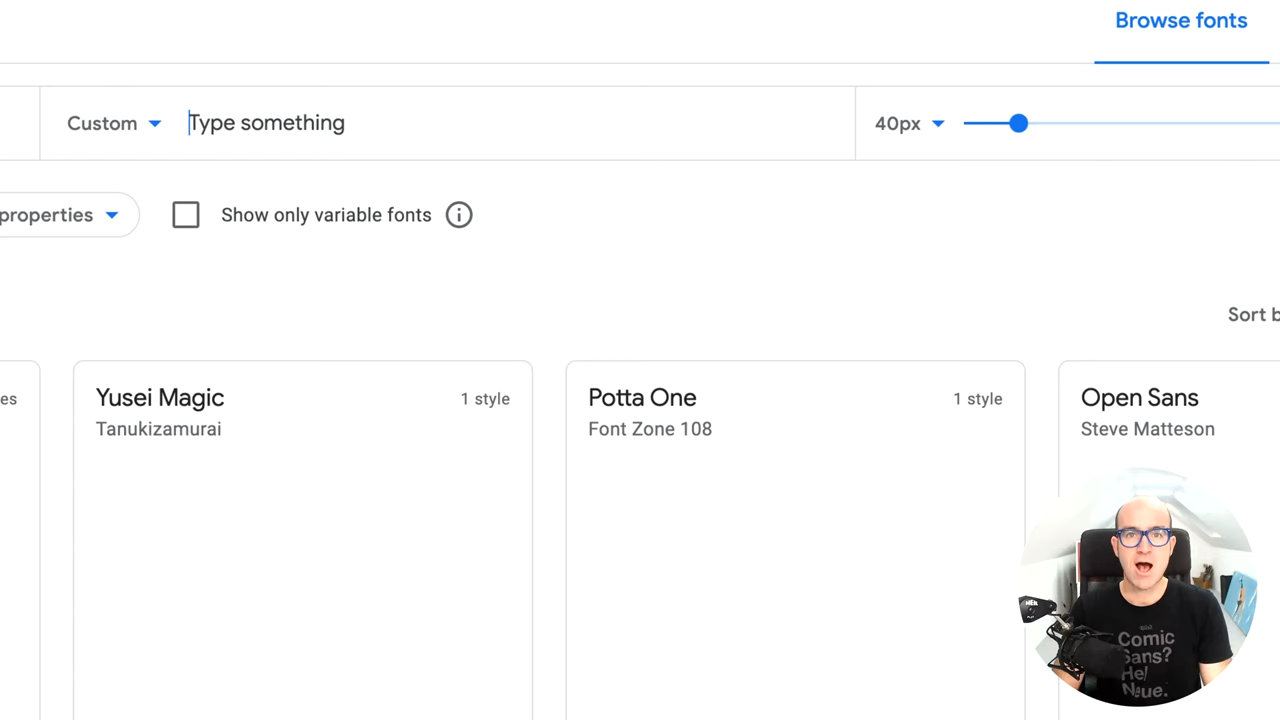 Browse fonts
Custom
Type something
40px
properties
Show only variable fonts
Sort b
es
Yusei Magic
1 style
Tanukizamurai
Potta One
1 style
Font Zone 108
Open Sans
Steve Matteson
Comic
Sans?
Hel
Neue.